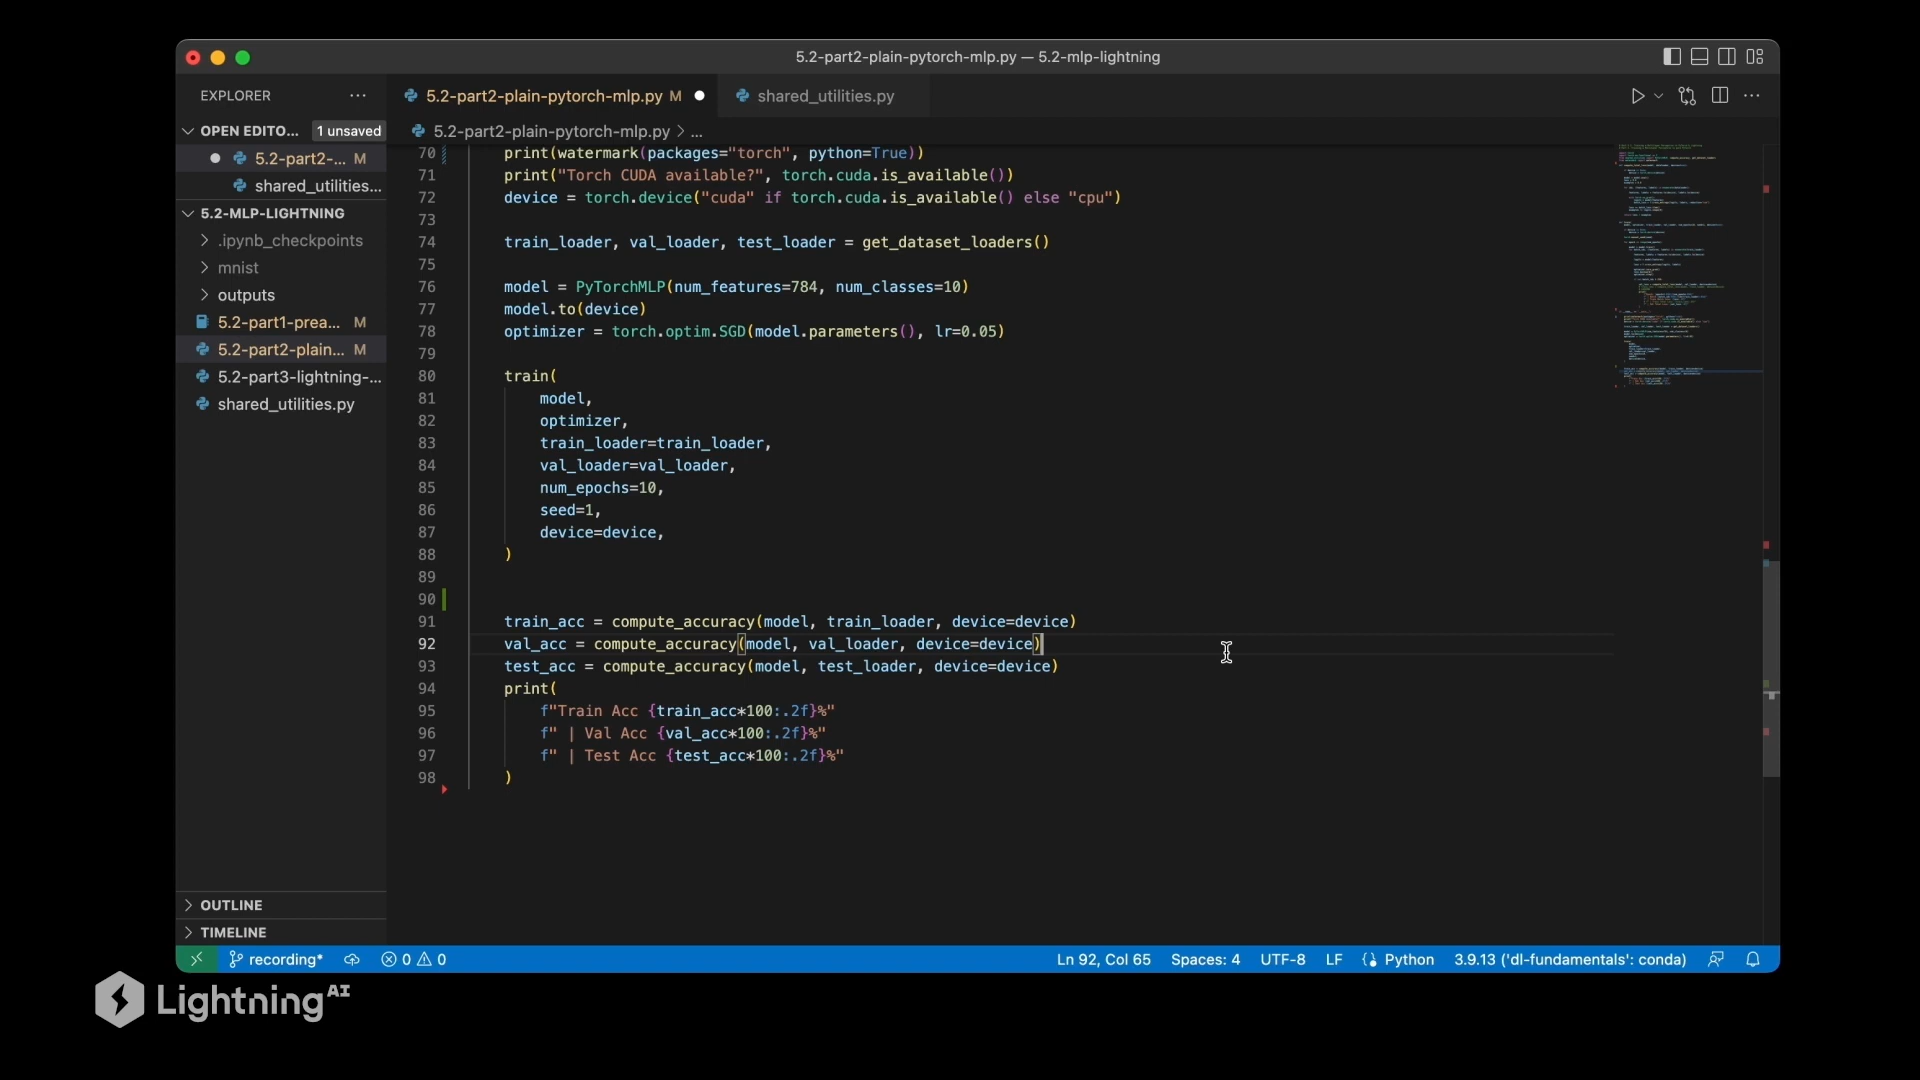 5.2-part2-plain-pytorch-mlp.py — 5.2-mlp-lightning
EXPLORER ...
5.2-part2-plain-pytorch-mlp.py M
shared_utilities.py
OPEN EDITO... 1 unsaved
5.2-part2-... M
shared_utilities...
5.2-MLP-LIGHTNING
.ipynb_checkpoints
mnist
outputs
5.2-part1-prea... M
5.2-part2-plain... M
5.2-part3-lightning-...
shared_utilities.py
OUTLINE
TIMELINE
5.2-part2-plain-pytorch-mlp.py > ...
70 print(watermark(packages="torch", python=True))
71 print("Torch CUDA available?", torch.cuda.is_available())
72 device = torch.device("cuda" if torch.cuda.is_available() else "cpu")
73
74 train_loader, val_loader, test_loader = get_dataset_loaders()
75
76 model = PyTorchMLP(num_features=784, num_classes=10)
77 model.to(device)
78 optimizer = torch.optim.SGD(model.parameters(), lr=0.05)
79
80 train(
81 model,
82 optimizer,
83 train_loader=train_loader,
84 val_loader=val_loader,
85 num_epochs=10,
86 seed=1,
87 device=device,
88 )
89
90
91 train_acc = compute_accuracy(model, train_loader, device=device)
92 val_acc = compute_accuracy(model, val_loader, device=device)
93 test_acc = compute_accuracy(model, test_loader, device=device)
94 print(
95 f"Train Acc {train_acc*100:.2f}%"
96 f" | Val Acc {val_acc*100:.2f}%"
97 f" | Test Acc {test_acc*100:.2f}%"
98 )
recording* 0 0 Ln 92, Col 65 Spaces: 4 UTF-8 LF Python 3.9.13 ('dl-fundamentals': conda)
Lightning AI